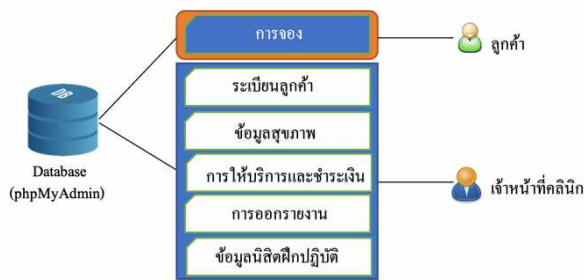 การจอง
ลูกค้า
ระเบียนลูกค้า
ข้อมูลสุขภาพ
การให้บริการและชำระเงิน
การออกรายงาน
ข้อมูลนิสิตฝึกปฏิบัติ
DB
Database
(phpMyAdmin)
เจ้าหน้าที่คลินิก